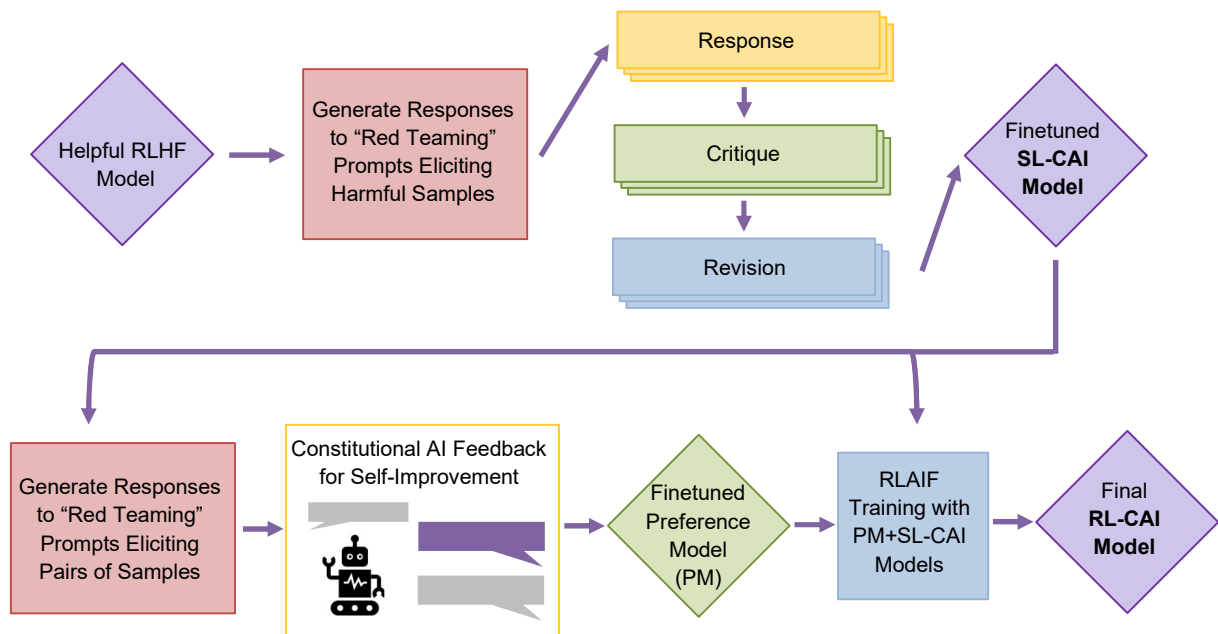 Helpful RLHF
Model
Generate Responses
to “Red Teaming”
Prompts Eliciting
Harmful Samples
Response
Critique
Revision
Finetuned
SL-CAI
Model
Generate Responses
to “Red Teaming”
Prompts Eliciting
Pairs of Samples
Constitutional AI Feedback
for Self-Improvement
Finetuned
Preference
Model
(PM)
RLAIF
Training with
PM+SL-CAI
Models
Final
RL-CAI
Model